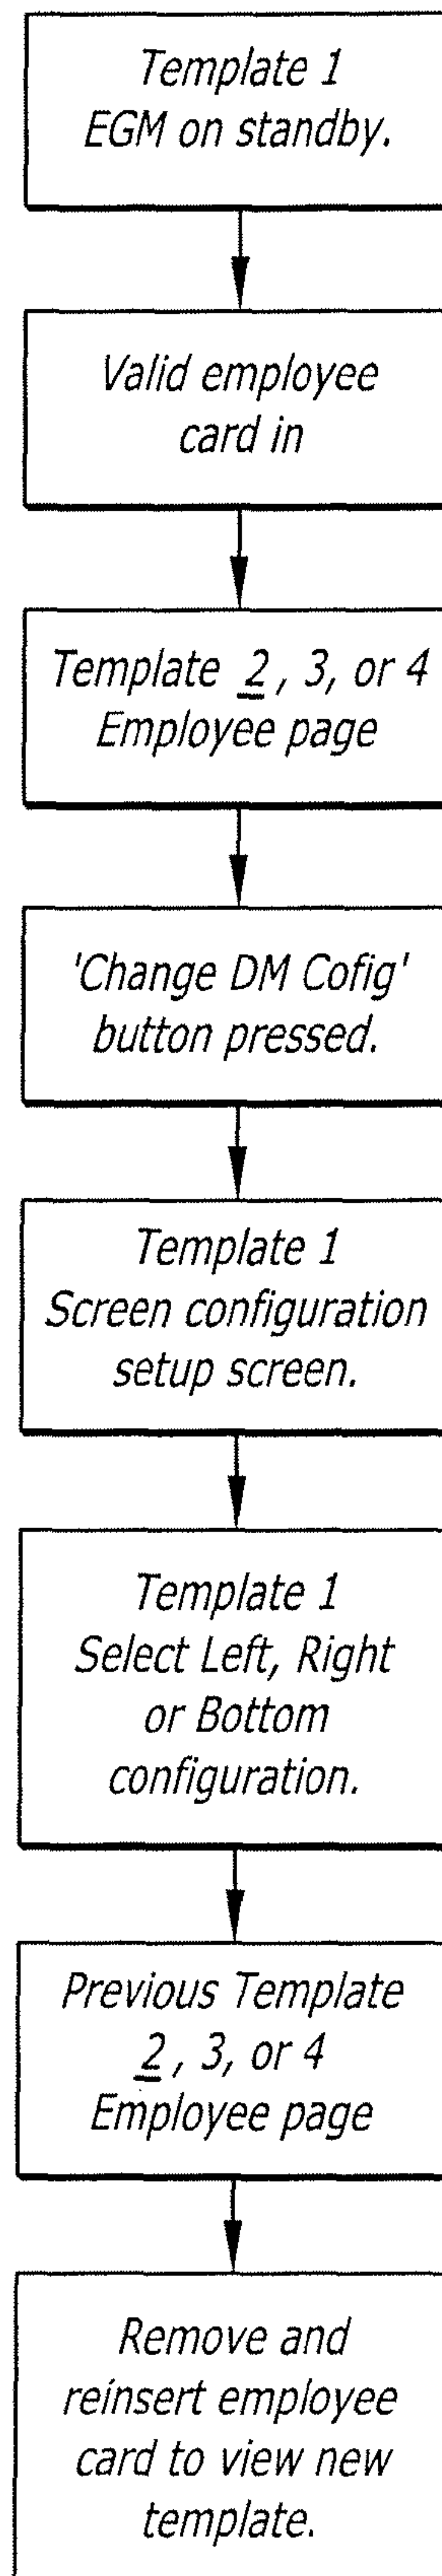 Template 1
EGM on standby.
Valid employee
card in
Template 2, 3, or 4
Employee page
'Change DM Cofig'
button pressed.
Template 1
Screen configuration
setup screen.
Template 1
Select Left, Right
or Bottom
configuration.
Previous Template
2, 3, or 4
Employee page
Remove and
reinsert employee
card to view new
template.